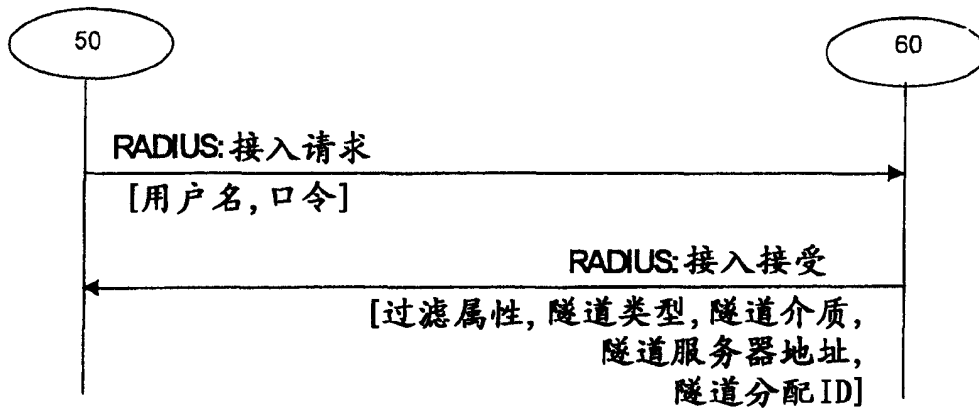 50
60
RADIUS:接入请求
[用户名,口令]
RADIUS:接入接受
[过滤属性,隧道类型,隧道介质,
隧道服务器地址,
隧道分配ID]